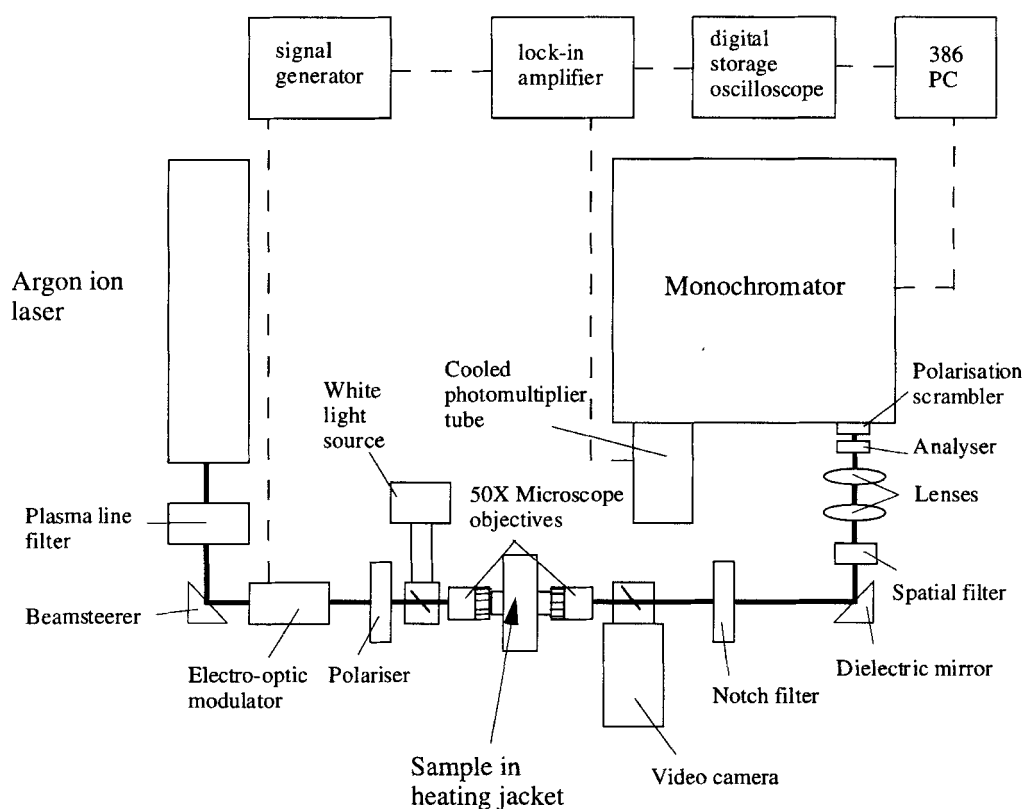 signal
generator
lock-in
amplifier
digital
storage
oscilloscope
386
PC
Argon ion
laser
Monochromator
Cooled
photomultiplier
tube
White
light
source
Polarisation
scrambler
Analyser
50X Microscope
objectives
Lenses
Plasma line
filter
Spatial filter
Beamsteerer
Electro-optic
modulator
Polariser
Dielectric mirror
Notch filter
Sample in
heating jacket
Video camera